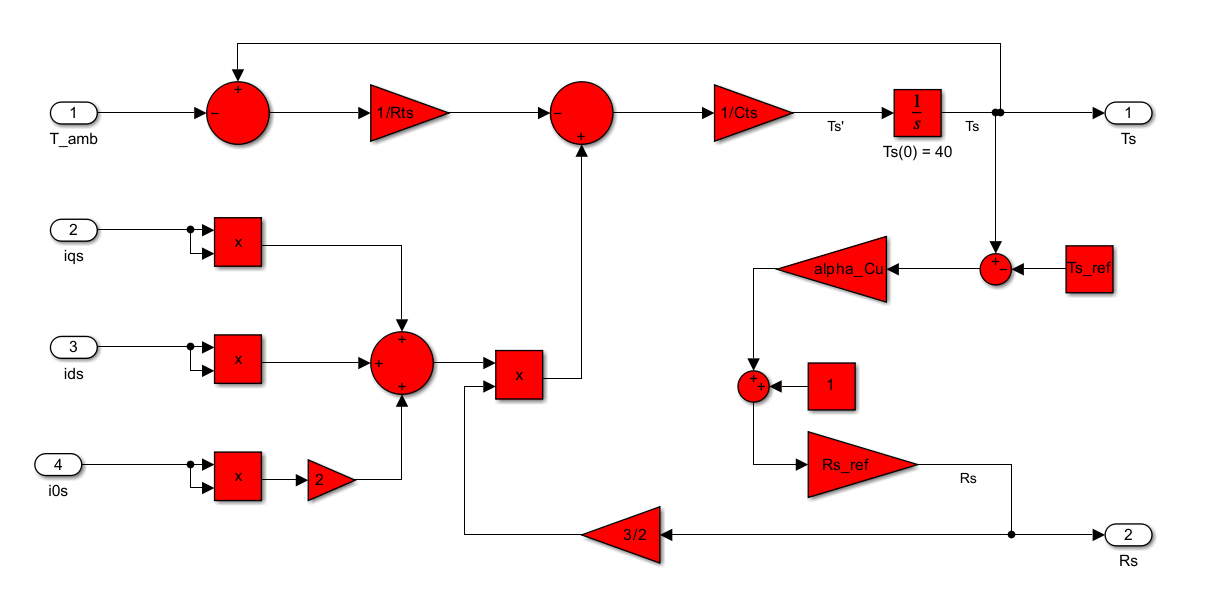 +
1
−
1/Rts
−
+
1/Cts
Ts'
1
s
Ts
1
T_amb
Ts(0) = 40
Ts
2
x
iqs
alpha_Cu
+
−
Ts_ref
3
x
ids
+
+
+
x
+
+
1
4
x
2
i0s
Rs_ref
Rs
3/2
2
Rs